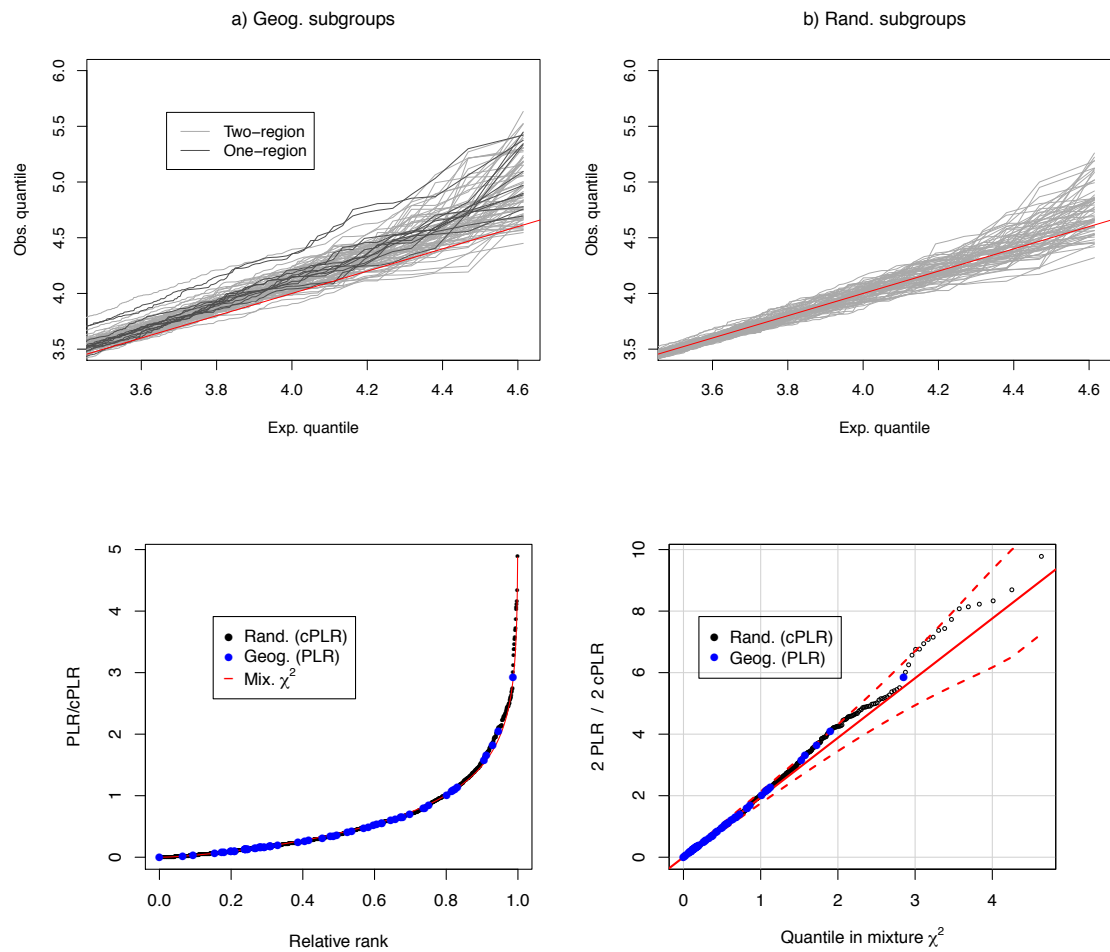 a) Geog. subgroups
b) Rand. subgroups
6.0
5.5
5.0
4.5
4.0
3.5
Obs. quantile
Two−region
One−region
3.6 3.8 4.0 4.2 4.4 4.6
Exp. quantile
6.0
5.5
5.0
4.5
4.0
3.5
Obs. quantile
3.6 3.8 4.0 4.2 4.4 4.6
Exp. quantile
5
4
3
2
1
0
PLR/cPLR
Rand. (cPLR)
Geog. (PLR)
Mix. χ²
0.0 0.2 0.4 0.6 0.8 1.0
Relative rank
10
8
6
4
2
0
2 PLR / 2 cPLR
Rand. (cPLR)
Geog. (PLR)
0 1 2 3 4
Quantile in mixture χ²